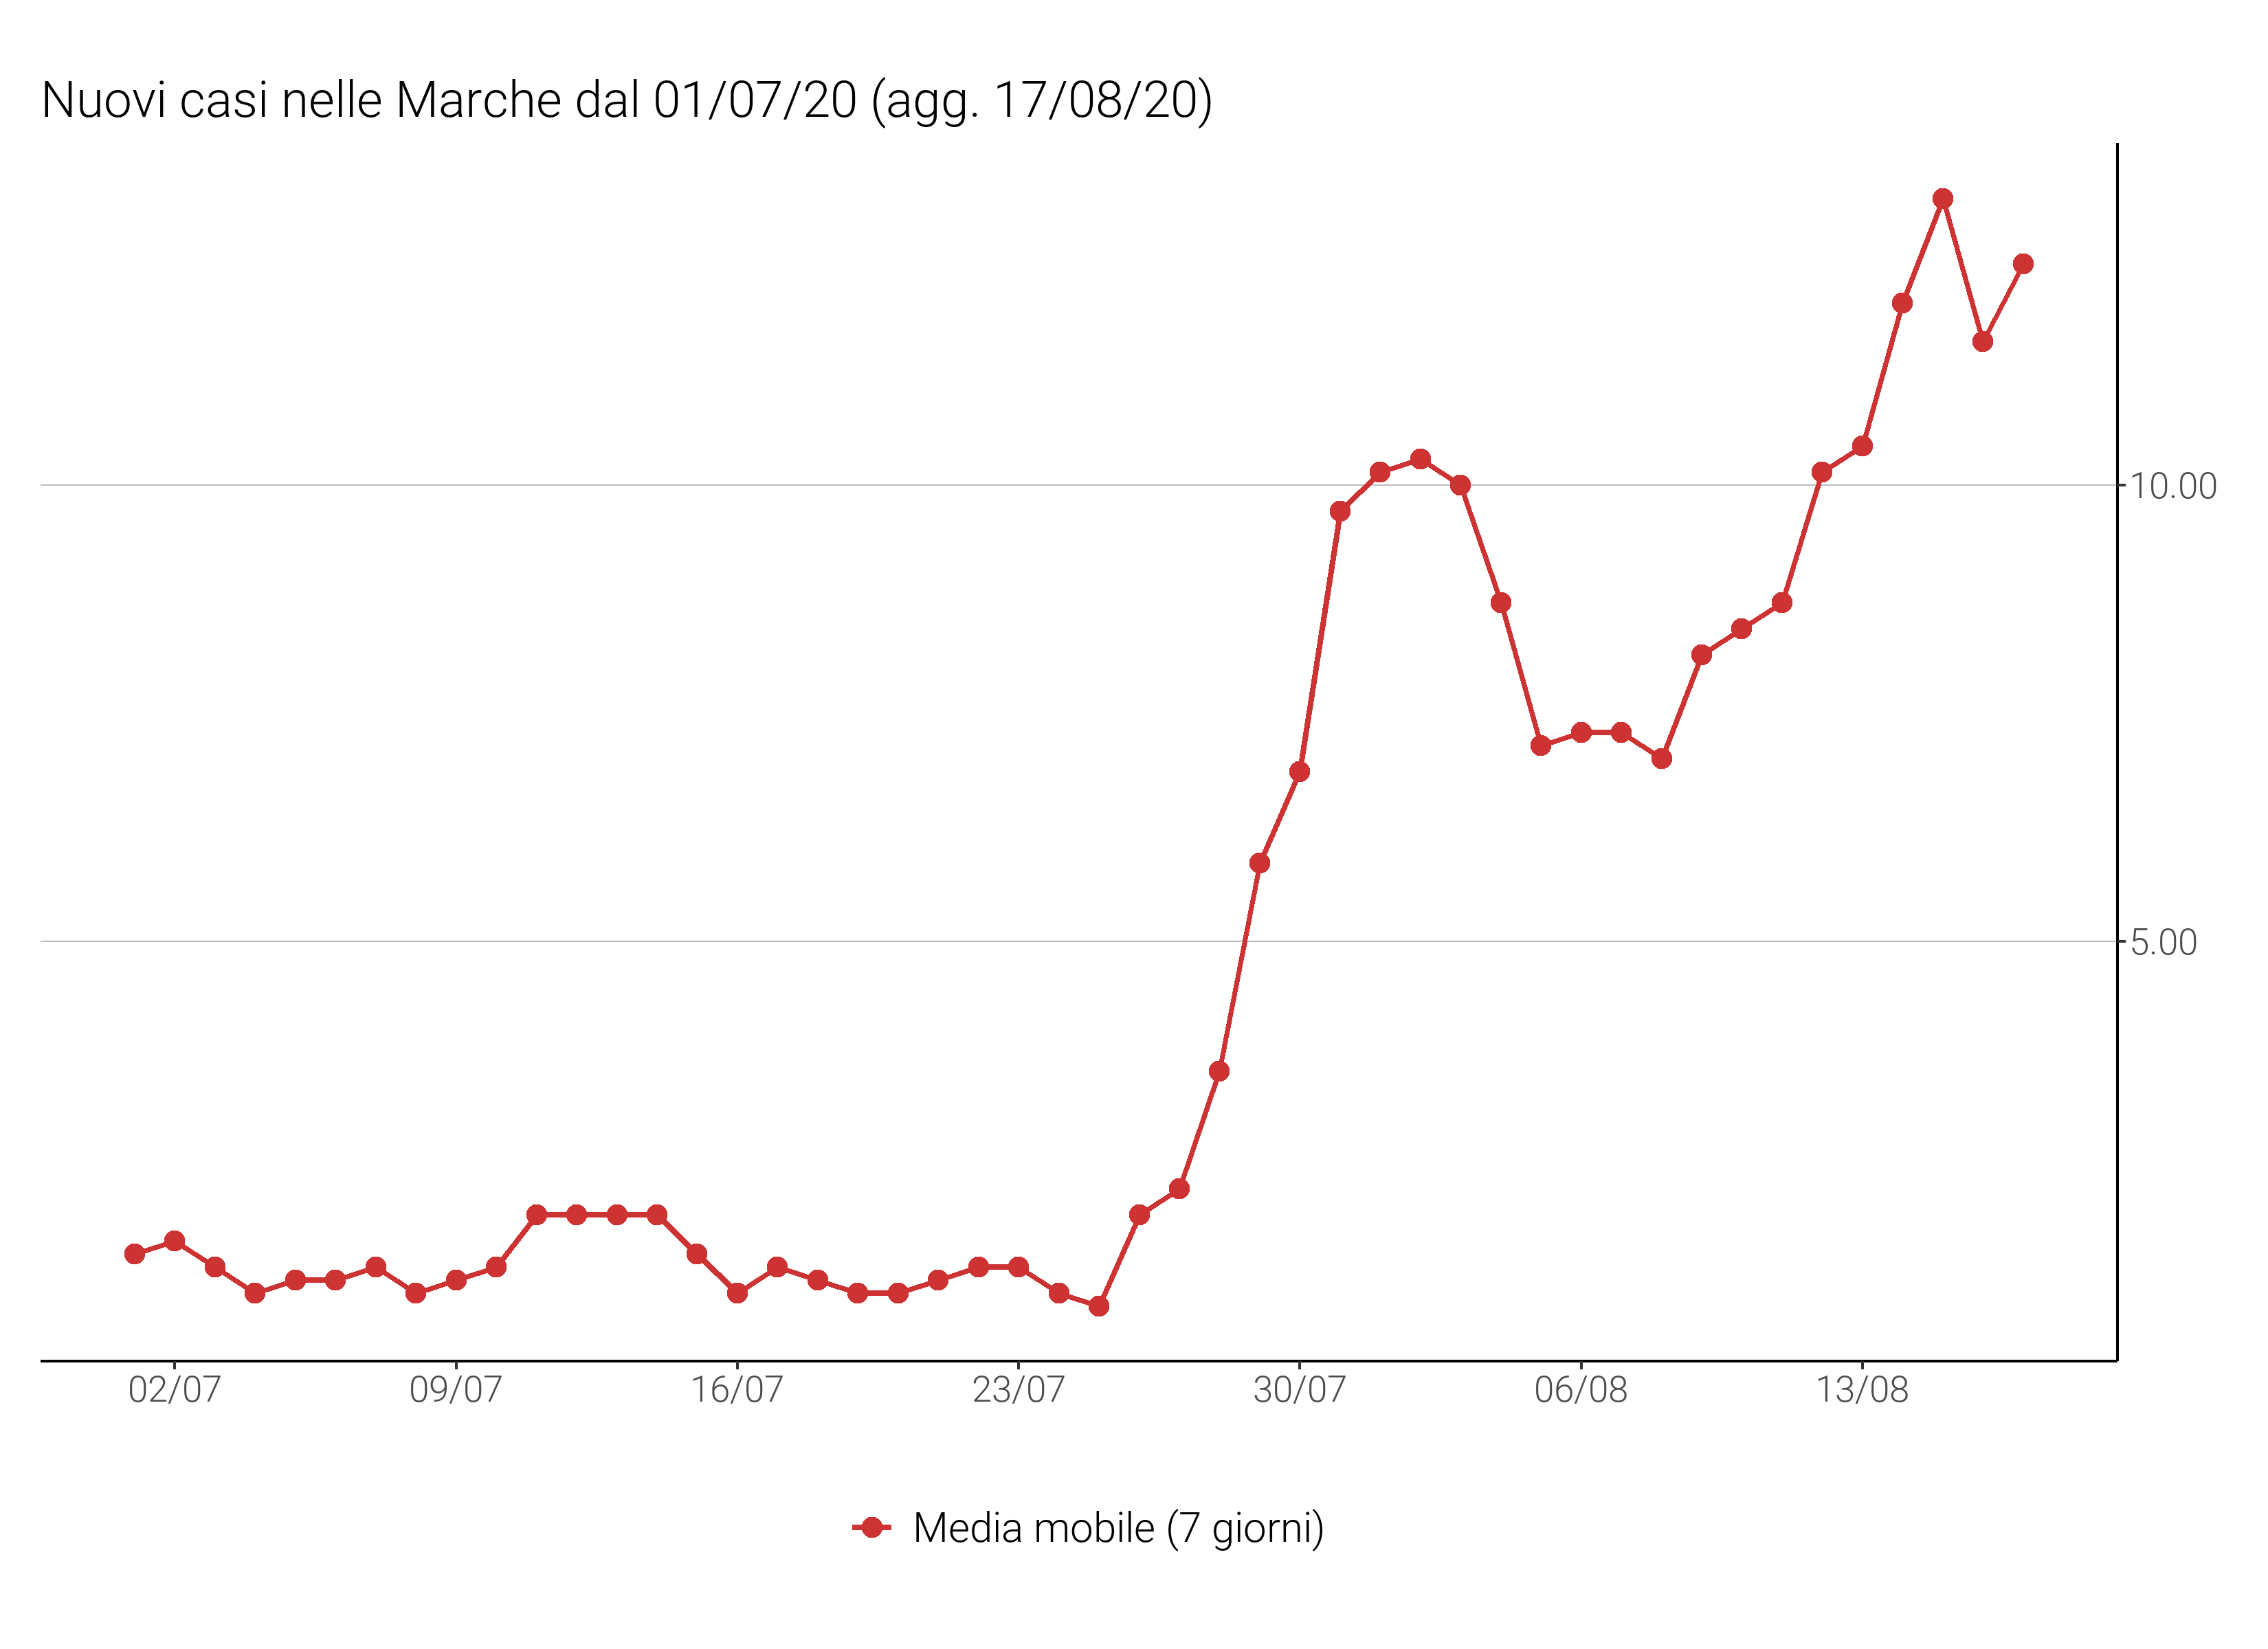 Nuovi casi nelle Marche dal 01/07/20 (agg. 17/08/20)
10.00
5.00
02/07 09/07 16/07 23/07 30/07 06/08 13/08
Media mobile (7 giorni)